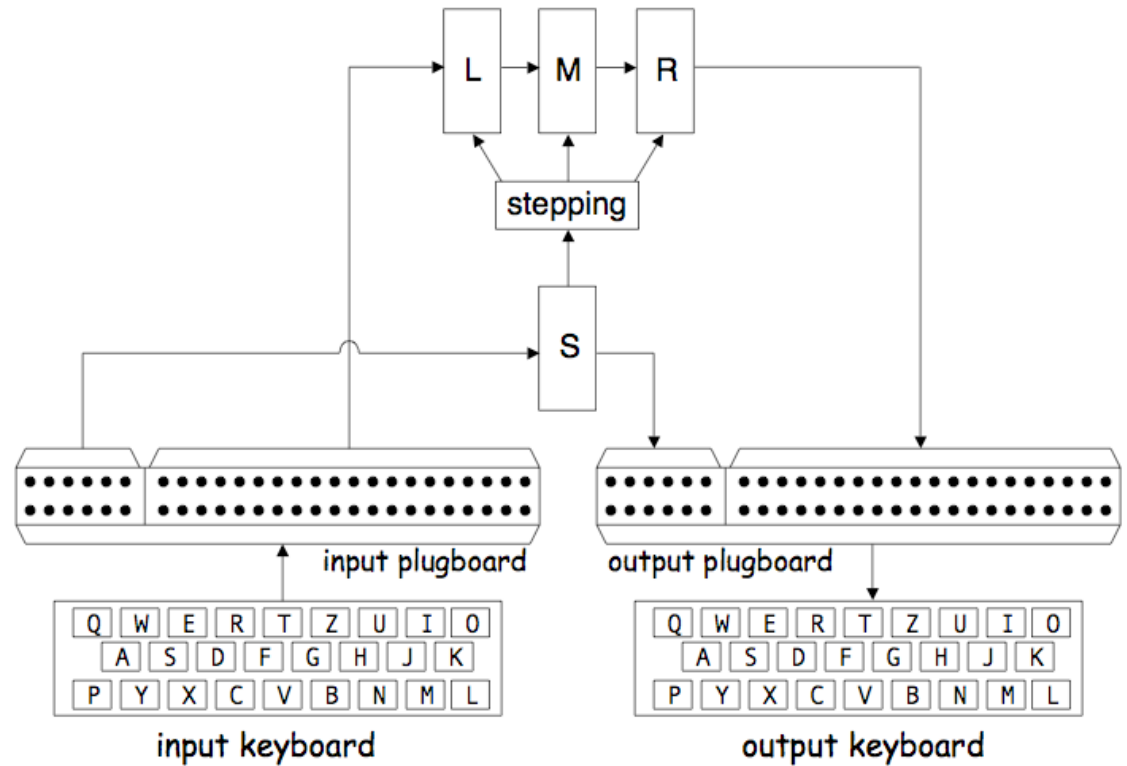 L M R
stepping
S
input plugboard output plugboard
Q W E R T Z U I O Q W E R T Z U I O
A S D F G H J K A S D F G H J K
P Y X C V B N M L P Y X C V B N M L
input keyboard output keyboard